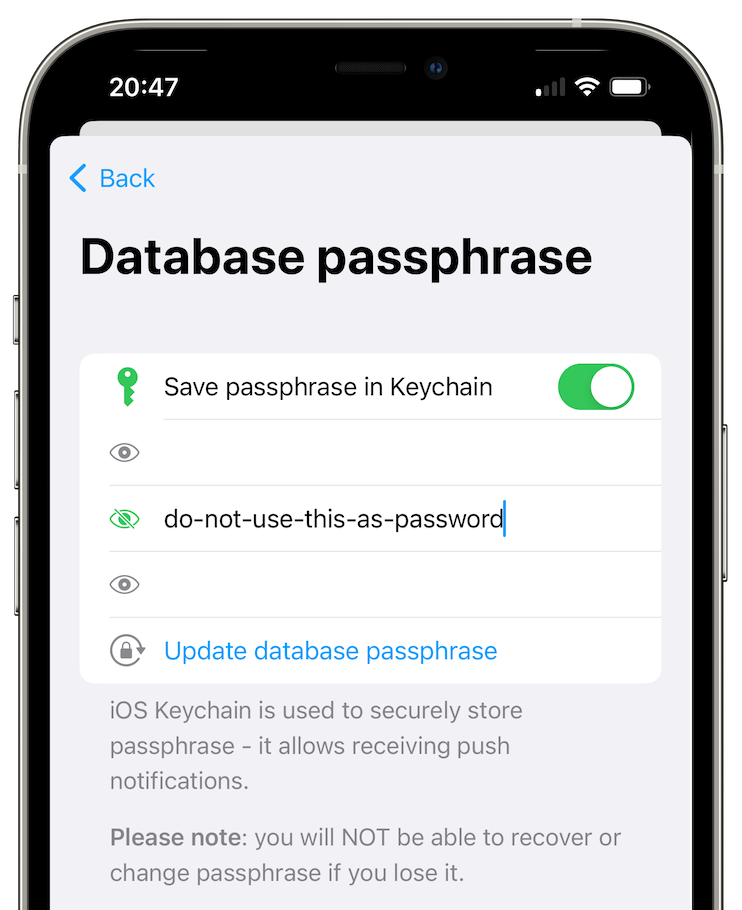 20:47
Back
Database passphrase
Save passphrase in Keychain
do-not-use-this-as-password
Update database passphrase
iOS Keychain is used to securely store
passphrase - it allows receiving push
notifications.
Please note: you will NOT be able to recover or
change passphrase if you lose it.